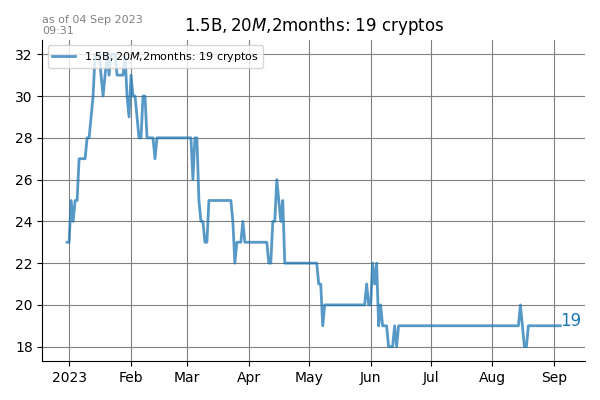 as of 04 Sep 2023
09:31
1.5B, 20M,2months: 19 cryptos
1.5B, 20M,2months: 19 cryptos
32
30
28
26
24
22
20
18
19
2023 Feb Mar Apr May Jun Jul Aug Sep